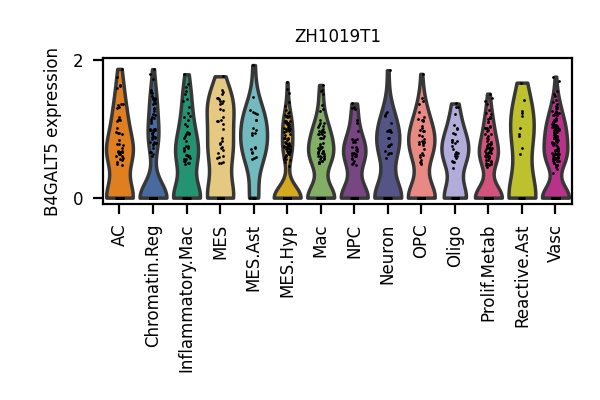 ZH1019T1
B4GALT5 expression
2
0
AC
Chromatin.Reg
Inflammatory.Mac
MES
MES.Ast
MES.Hyp
Mac
NPC
Neuron
OPC
Oligo
Prolif.Metab
Reactive.Ast
Vasc